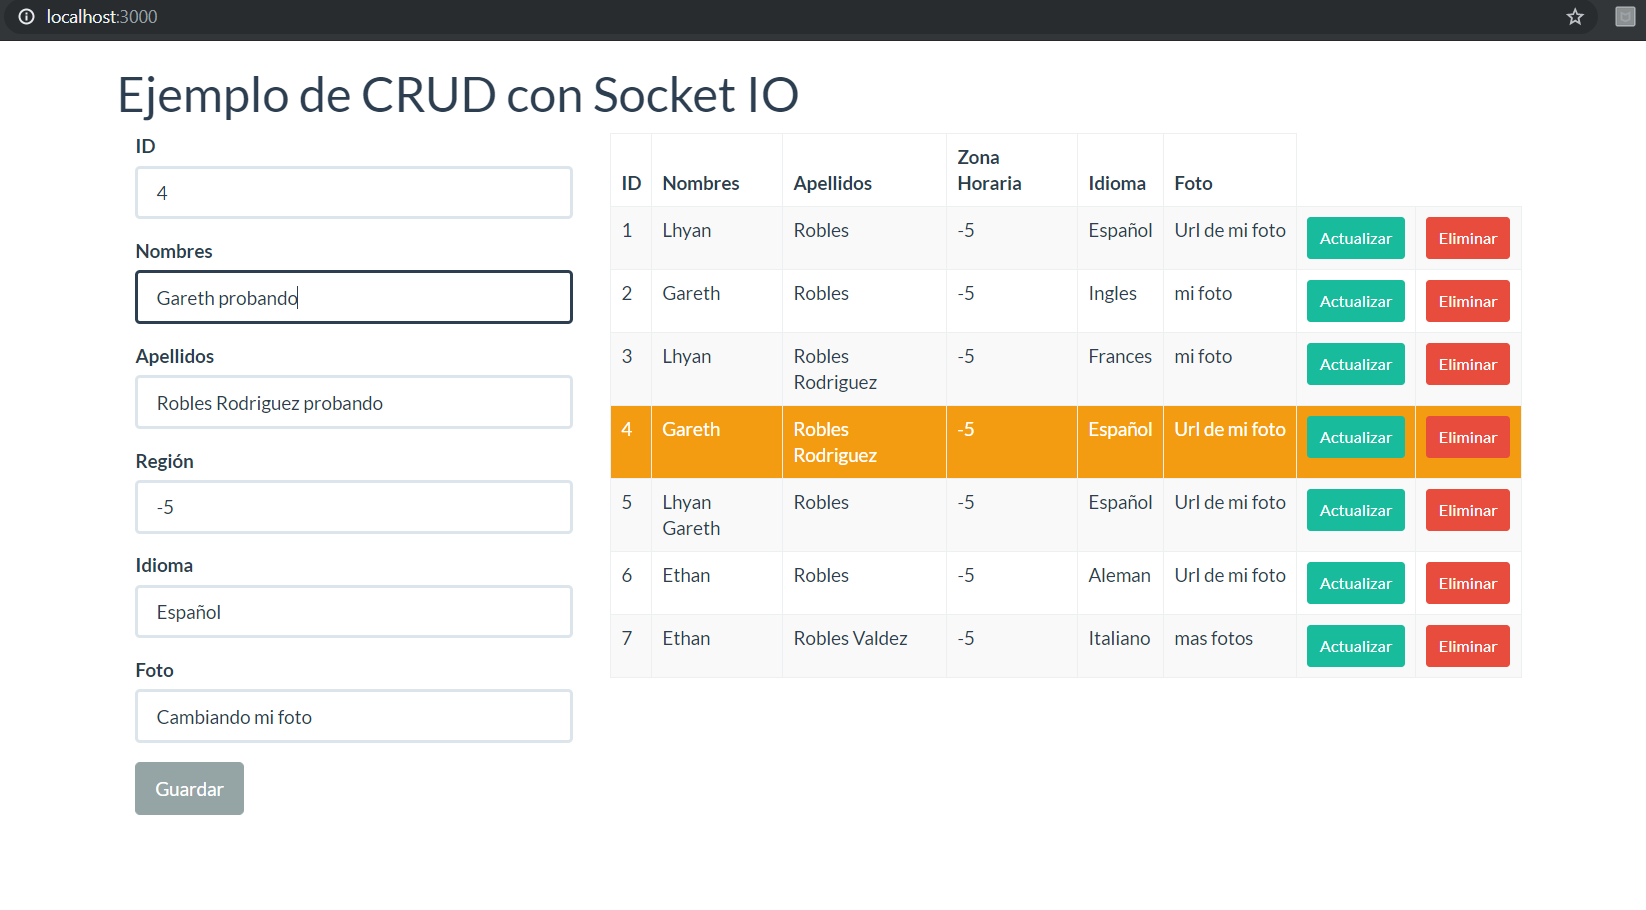 localhost:3000
Ejemplo de CRUD con Socket IO
ID
4
Nombres
Gareth probando
Apellidos
Robles Rodriguez probando
Región
-5
Idioma
Español
Foto
Cambiando mi foto
Guardar
ID Nombres Apellidos Zona Horaria Idioma Foto
1 Lhyan Robles -5 Español Url de mi foto Actualizar Eliminar
2 Gareth Robles -5 Ingles mi foto Actualizar Eliminar
3 Lhyan Robles Rodriguez -5 Frances mi foto Actualizar Eliminar
4 Gareth Robles Rodriguez -5 Español Url de mi foto Actualizar Eliminar
5 Lhyan Gareth Robles -5 Español Url de mi foto Actualizar Eliminar
6 Ethan Robles -5 Aleman Url de mi foto Actualizar Eliminar
7 Ethan Robles Valdez -5 Italiano mas fotos Actualizar Eliminar